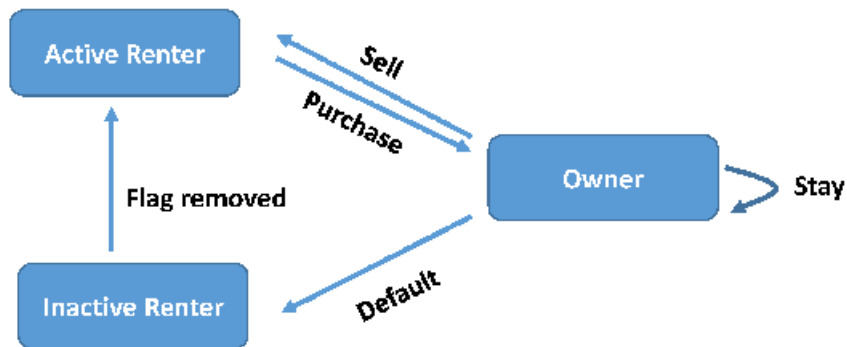 Active Renter
Sell
Purchase
Owner
Stay
Flag removed
Default
Inactive Renter